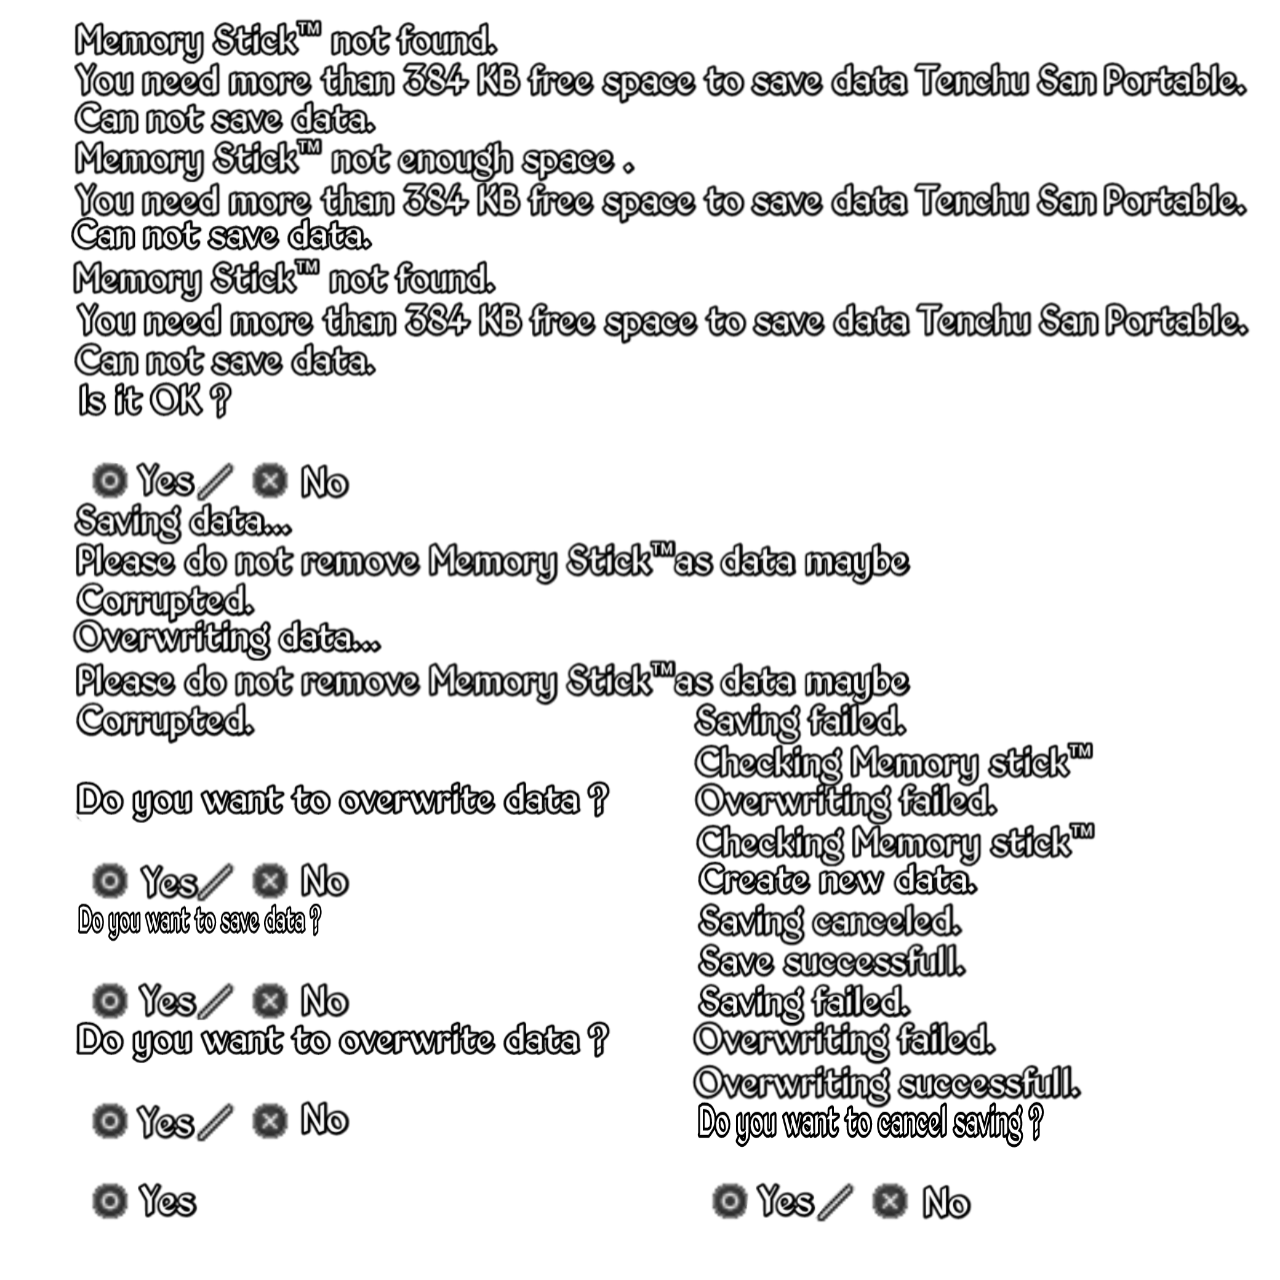 Memory Stick™ not found.
You need more than 384 KB free space to save data Tenchu San Portable.
Can not save data.
Memory Stick™ not enough space .
You need more than 384 KB free space to save data Tenchu San Portable.
Can not save data.
Memory Stick™ not found.
You need more than 384 KB free space to save data Tenchu San Portable.
Can not save data.
Is it OK ?
Yes/ No
Saving data...
Please do not remove Memory Stick™as data maybe
Corrupted.
Overwriting data...
Please do not remove Memory Stick™as data maybe
Corrupted.
Do you want to overwrite data ?
Yes/ No
Do you want to save data ?
Yes/ No
Do you want to overwrite data ?
Yes/ No
Yes
Saving failed.
Checking Memory stick™
Overwriting failed.
Checking Memory stick™
Create new data.
Saving canceled.
Save successfull.
Saving failed.
Overwriting failed.
Overwriting successfull.
Do you want to cancel saving ?
Yes/ No